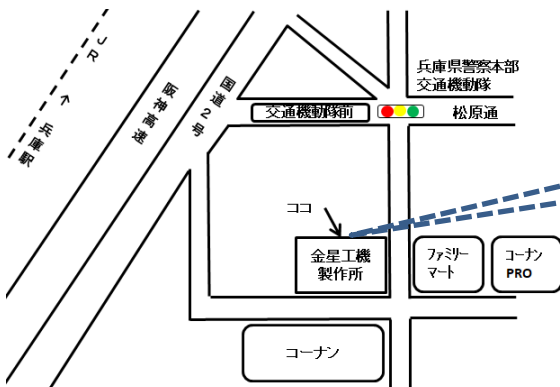 JR
↑
兵庫駅
阪神高速
国道2号
兵庫県警察本部
交通機動隊
交通機動隊前
松原通
ココ
金星工機
製作所
ファミリー
マート
コーナン
PRO
コーナン